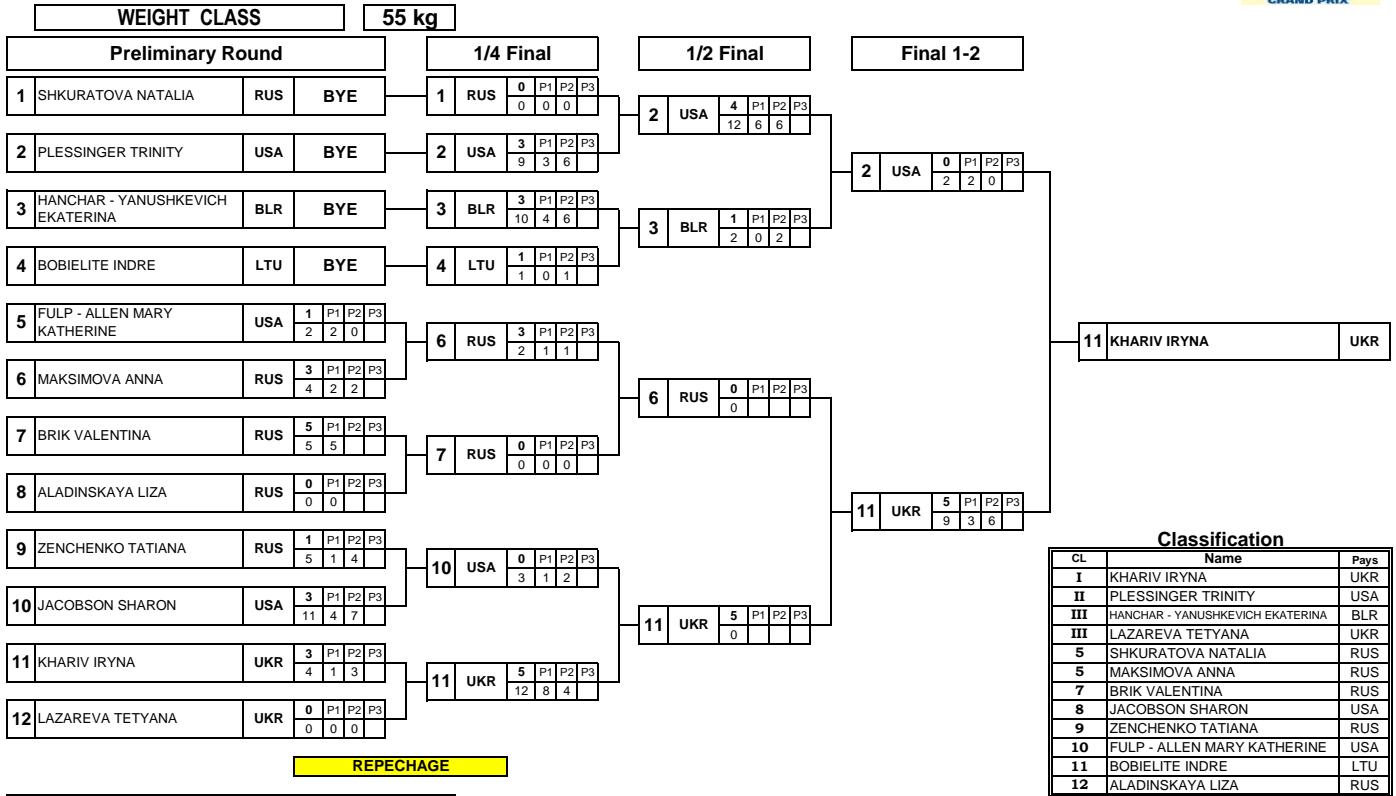 GRAND PRIX
WEIGHT CLASS 55 kg
Preliminary Round 1/4 Final 1/2 Final Final 1-2
1 SHKURATOVA NATALIA RUS BYE
2 PLESSINGER TRINITY USA BYE
3 HANCHAR - YANUSHKEVICH
EKATERINA BLR BYE
4 BOBIELITE INDRE LTU BYE
5 FULP - ALLEN MARY
KATHERINE USA 1 P1 P2 P3
2 2 0
6 MAKSIMOVA ANNA RUS 3 P1 P2 P3
4 2 2
7 BRIK VALENTINA RUS 5 P1 P2 P3
5 5
8 ALADINSKAYA LIZA RUS 0 P1 P2 P3
0 0
9 ZENCHENKO TATIANA RUS 1 P1 P2 P3
5 1 4
10 JACOBSON SHARON USA 3 P1 P2 P3
11 4 7
11 KHARIV IRYNA UKR 3 P1 P2 P3
4 1 3
12 LAZAREVA TETYANA UKR 0 P1 P2 P3
0 0 0
1 RUS 0 P1 P2 P3
0 0 0
2 USA 3 P1 P2 P3
9 3 6
3 BLR 3 P1 P2 P3
10 4 6
4 LTU 1 P1 P2 P3
1 0 1
6 RUS 3 P1 P2 P3
2 1 1
7 RUS 0 P1 P2 P3
0 0 0
10 USA 0 P1 P2 P3
3 1 2
11 UKR 5 P1 P2 P3
12 8 4
2 USA 4 P1 P2 P3
12 6 6
3 BLR 1 P1 P2 P3
2 0 2
6 RUS 0 P1 P2 P3
0
11 UKR 5 P1 P2 P3
0
2 USA 0 P1 P2 P3
2 2 0
11 UKR 5 P1 P2 P3
9 3 6
11 KHARIV IRYNA UKR
REPECHAGE
Classification
CL Name Pays
I KHARIV IRYNA UKR
II PLESSINGER TRINITY USA
III HANCHAR - YANUSHKEVICH EKATERINA BLR
III LAZAREVA TETYANA UKR
5 SHKURATOVA NATALIA RUS
5 MAKSIMOVA ANNA RUS
7 BRIK VALENTINA RUS
8 JACOBSON SHARON USA
9 ZENCHENKO TATIANA RUS
10 FULP - ALLEN MARY KATHERINE USA
11 BOBIELITE INDRE LTU
12 ALADINSKAYA LIZA RUS